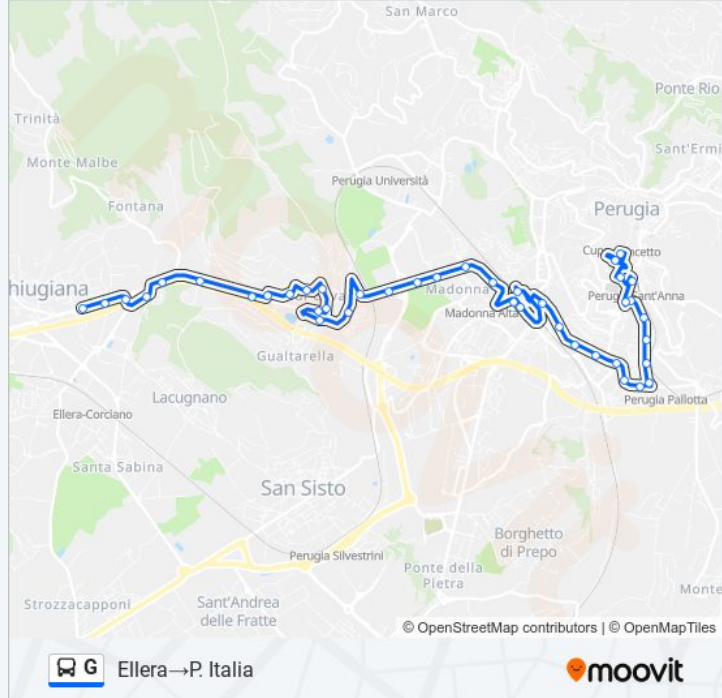 San Marco
Ponte Rio
Trinità
Sant'Ermi
Monte Malbe
Perugia Università
Fontana
Perugia
Cupa
cetto
hiugiana
Madonna
Perug
Sant'Anna
Madonna Alta
Gualtarella
Lacugnano
Perugia Pallotta
Ellera-Corciano
Santa Sabina
San Sisto
Borghetto
di Prepo
Perugia Silvestrini
Ponte della
Pietra
Monte
Strozzacapponi
Sant'Andrea
delle Fratte
© OpenStreetMap contributors | © OpenMapTiles
G Ellera→P. Italia
moovit